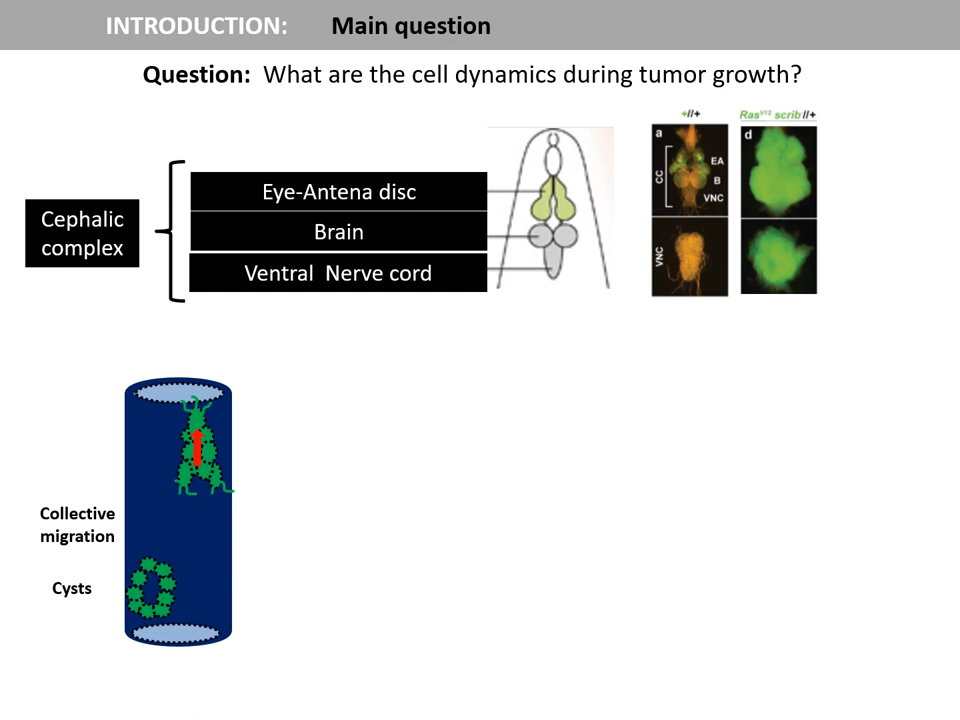 INTRODUCTION: Main question
Question: What are the cell dynamics during tumor growth?
+//+
Ras^V12 scrib^-//+
a
d
CC
EA
B
VNC
VNC
Cephalic
complex
Eye-Antena disc
Brain
Ventral Nerve cord
Collective
migration
Cysts